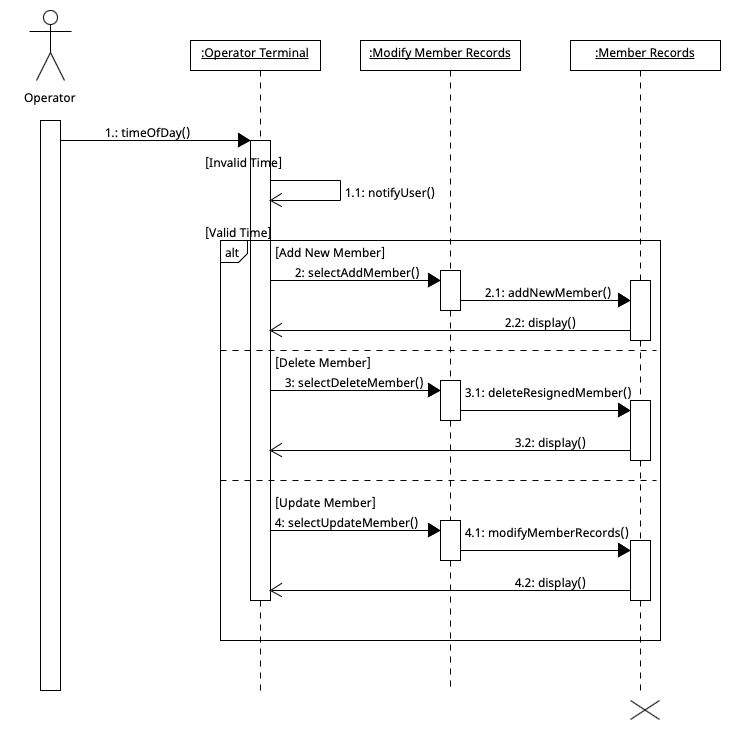 :Operator Terminal
:Modify Member Records
:Member Records
Operator
1.: timeOfDay()
[Invalid Time]
1.1: notifyUser()
[Valid Time]
alt
[Add New Member]
2: selectAddMember()
2.1: addNewMember()
2.2: display()
[Delete Member]
3: selectDeleteMember()
3.1: deleteResignedMember()
3.2: display()
[Update Member]
4: selectUpdateMember()
4.1: modifyMemberRecords()
4.2: display()